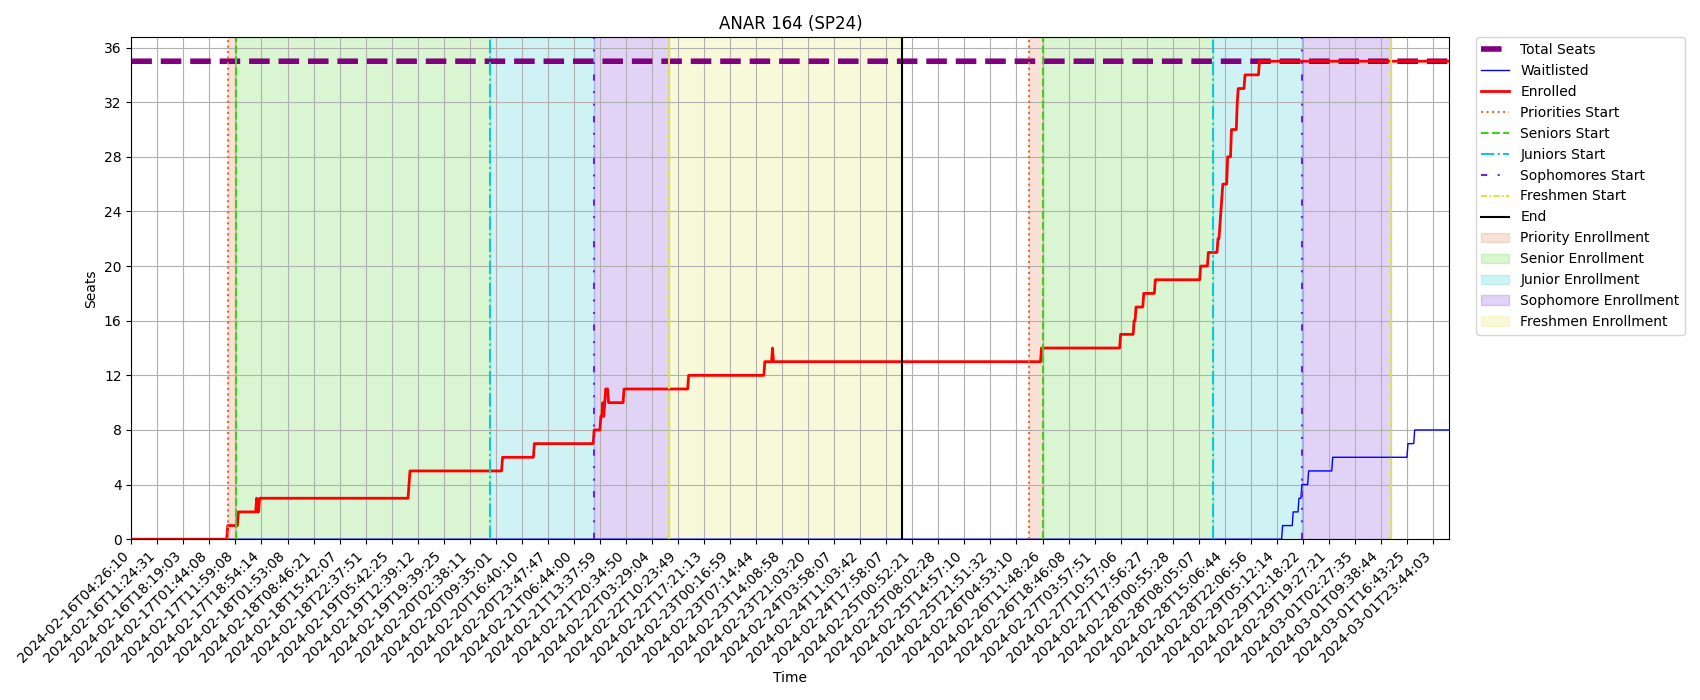 ANAR 164 (SP24)
Seats
36
32
28
24
20
16
12
8
4
0
2024-02-16T04:26:10
2024-02-16T11:24:31
2024-02-16T18:19:03
2024-02-17T01:44:08
2024-02-17T11:59:08
2024-02-17T18:54:14
2024-02-18T01:53:08
2024-02-18T08:46:21
2024-02-18T15:42:07
2024-02-18T22:37:51
2024-02-19T05:42:25
2024-02-19T12:39:12
2024-02-19T19:39:25
2024-02-20T02:38:11
2024-02-20T09:35:01
2024-02-20T16:40:10
2024-02-20T23:47:47
2024-02-21T06:44:00
2024-02-21T13:37:59
2024-02-21T20:34:50
2024-02-22T03:29:04
2024-02-22T10:23:49
2024-02-22T17:21:13
2024-02-23T00:16:59
2024-02-23T07:14:44
2024-02-23T14:08:58
2024-02-23T21:03:20
2024-02-24T03:58:07
2024-02-24T11:03:42
2024-02-24T17:58:07
2024-02-25T00:52:21
2024-02-25T08:02:28
2024-02-25T14:57:10
2024-02-25T21:51:32
2024-02-26T04:53:10
2024-02-26T11:48:26
2024-02-26T18:46:08
2024-02-27T03:57:51
2024-02-27T10:57:06
2024-02-27T17:56:27
2024-02-28T00:55:28
2024-02-28T08:05:07
2024-02-28T15:06:44
2024-02-28T22:06:56
2024-02-29T05:12:14
2024-02-29T12:18:22
2024-02-29T19:27:21
2024-03-01T02:27:35
2024-03-01T09:38:44
2024-03-01T16:43:25
2024-03-01T23:44:03
Time
Total Seats
Waitlisted
Enrolled
Priorities Start
Seniors Start
Juniors Start
Sophomores Start
Freshmen Start
End
Priority Enrollment
Senior Enrollment
Junior Enrollment
Sophomore Enrollment
Freshmen Enrollment